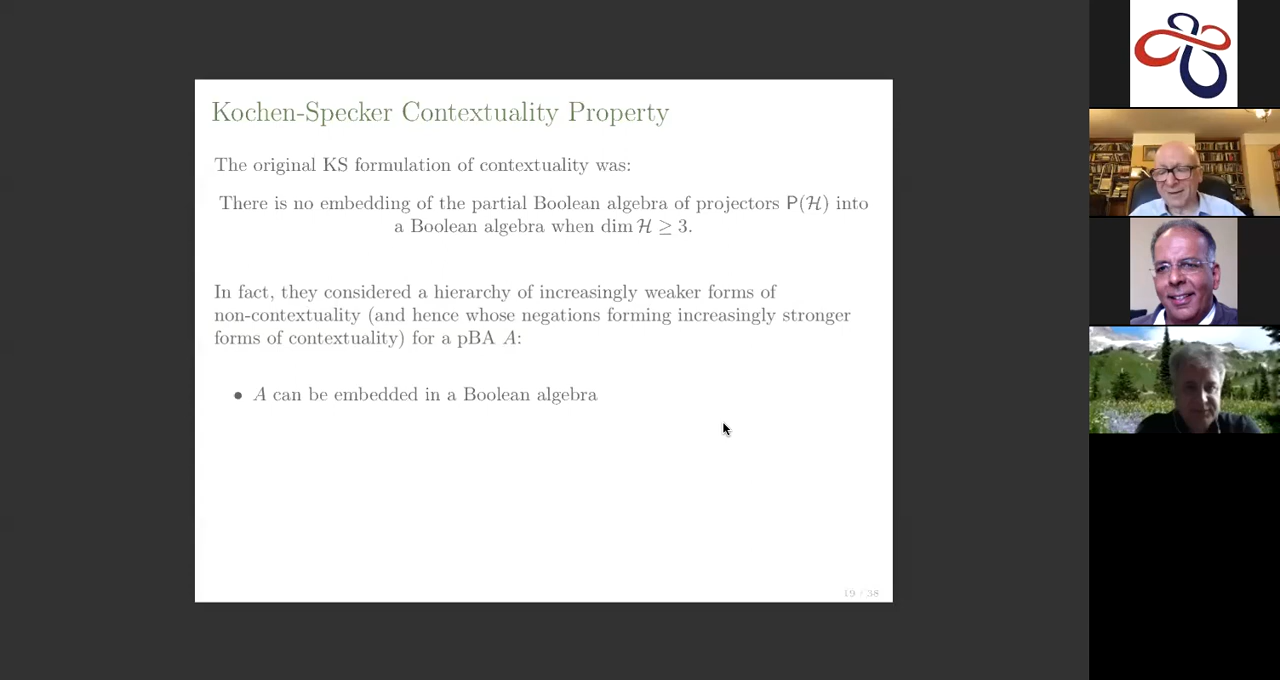 Kochen-Specker Contextuality Property
The original KS formulation of contextuality was:
There is no embedding of the partial Boolean algebra of projectors P(ℋ) into
a Boolean algebra when dim ℋ ≥ 3.
In fact, they considered a hierarchy of increasingly weaker forms of
non-contextuality (and hence whose negations forming increasingly stronger
forms of contextuality) for a pBA A:
• A can be embedded in a Boolean algebra
19 / 38